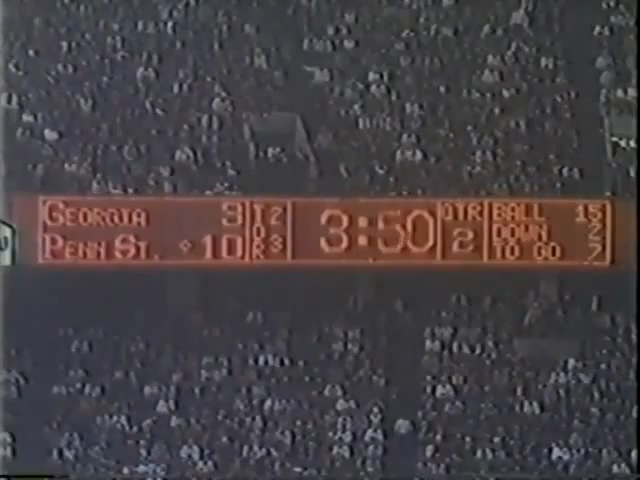 GEORGIA 3 T 2 3:50 QTR BALL 15
O DOWN 2
PENN ST. 10 R 3 2 TO GO 7